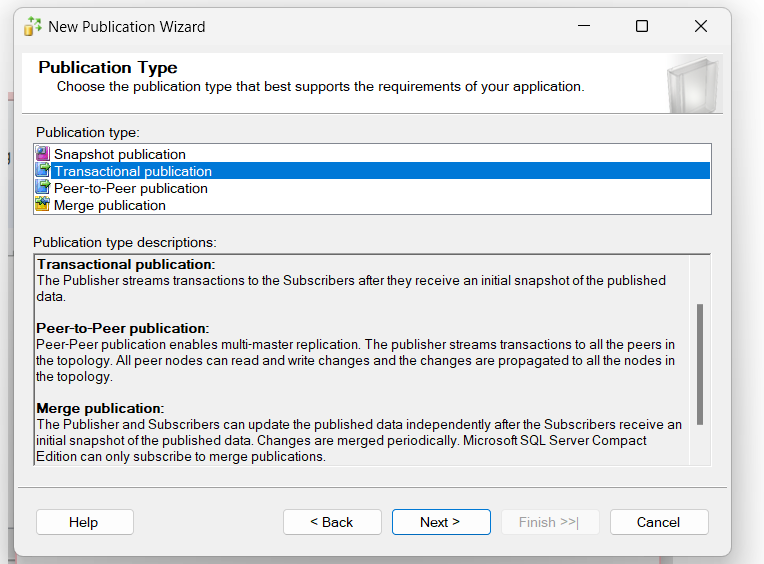 New Publication Wizard
Publication Type
Choose the publication type that best supports the requirements of your application.
Publication type:
Snapshot publication
Transactional publication
Peer-to-Peer publication
Merge publication
Publication type descriptions:
Transactional publication:
The Publisher streams transactions to the Subscribers after they receive an initial snapshot of the published
data.
Peer-to-Peer publication:
Peer-Peer publication enables multi-master replication. The publisher streams transactions to all the peers in
the topology. All peer nodes can read and write changes and the changes are propagated to all the nodes in
the topology.
Merge publication:
The Publisher and Subscribers can update the published data independently after the Subscribers receive an
initial snapshot of the published data. Changes are merged periodically. Microsoft SQL Server Compact
Edition can only subscribe to merge publications.
Help
< Back
Next >
Finish >>|
Cancel